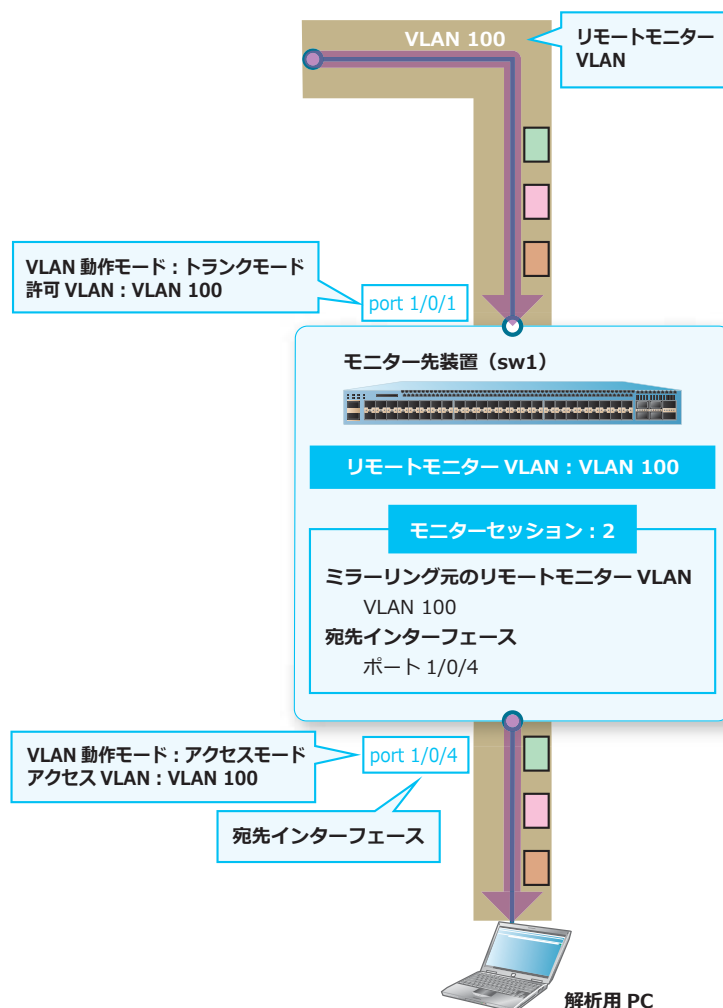 VLAN 100
リモートモニター
VLAN
VLAN 動作モード:トランクモード
許可 VLAN:VLAN 100
port 1/0/1
モニター先装置(sw1)
リモートモニター VLAN:VLAN 100
モニターセッション:2
ミラーリング元のリモートモニター VLAN
VLAN 100
宛先インターフェース
ポート 1/0/4
VLAN 動作モード:アクセスモード
アクセス VLAN:VLAN 100
port 1/0/4
宛先インターフェース
解析用 PC